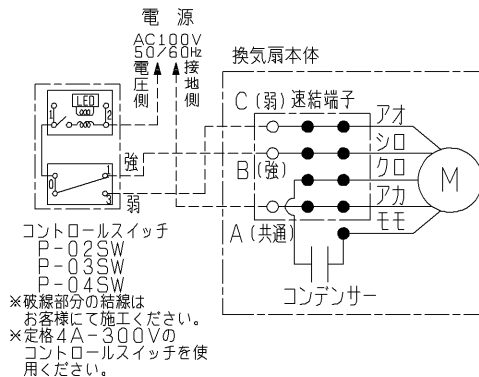 電 源
AC100V
50/60Hz
電圧側
接地側
換気扇本体
LED
1
2
C(弱)
速結端子
アオ
シロ
クロ
アカ
モモ
強
弱
0
1
3
B(強)
A(共通)
M
コンデンサー
コントロールスイッチ
P-02SW
P-03SW
P-04SW
※破線部分の結線は
お客様にて施工ください。
※定格4A-300Vの
コントロールスイッチを使
用ください。